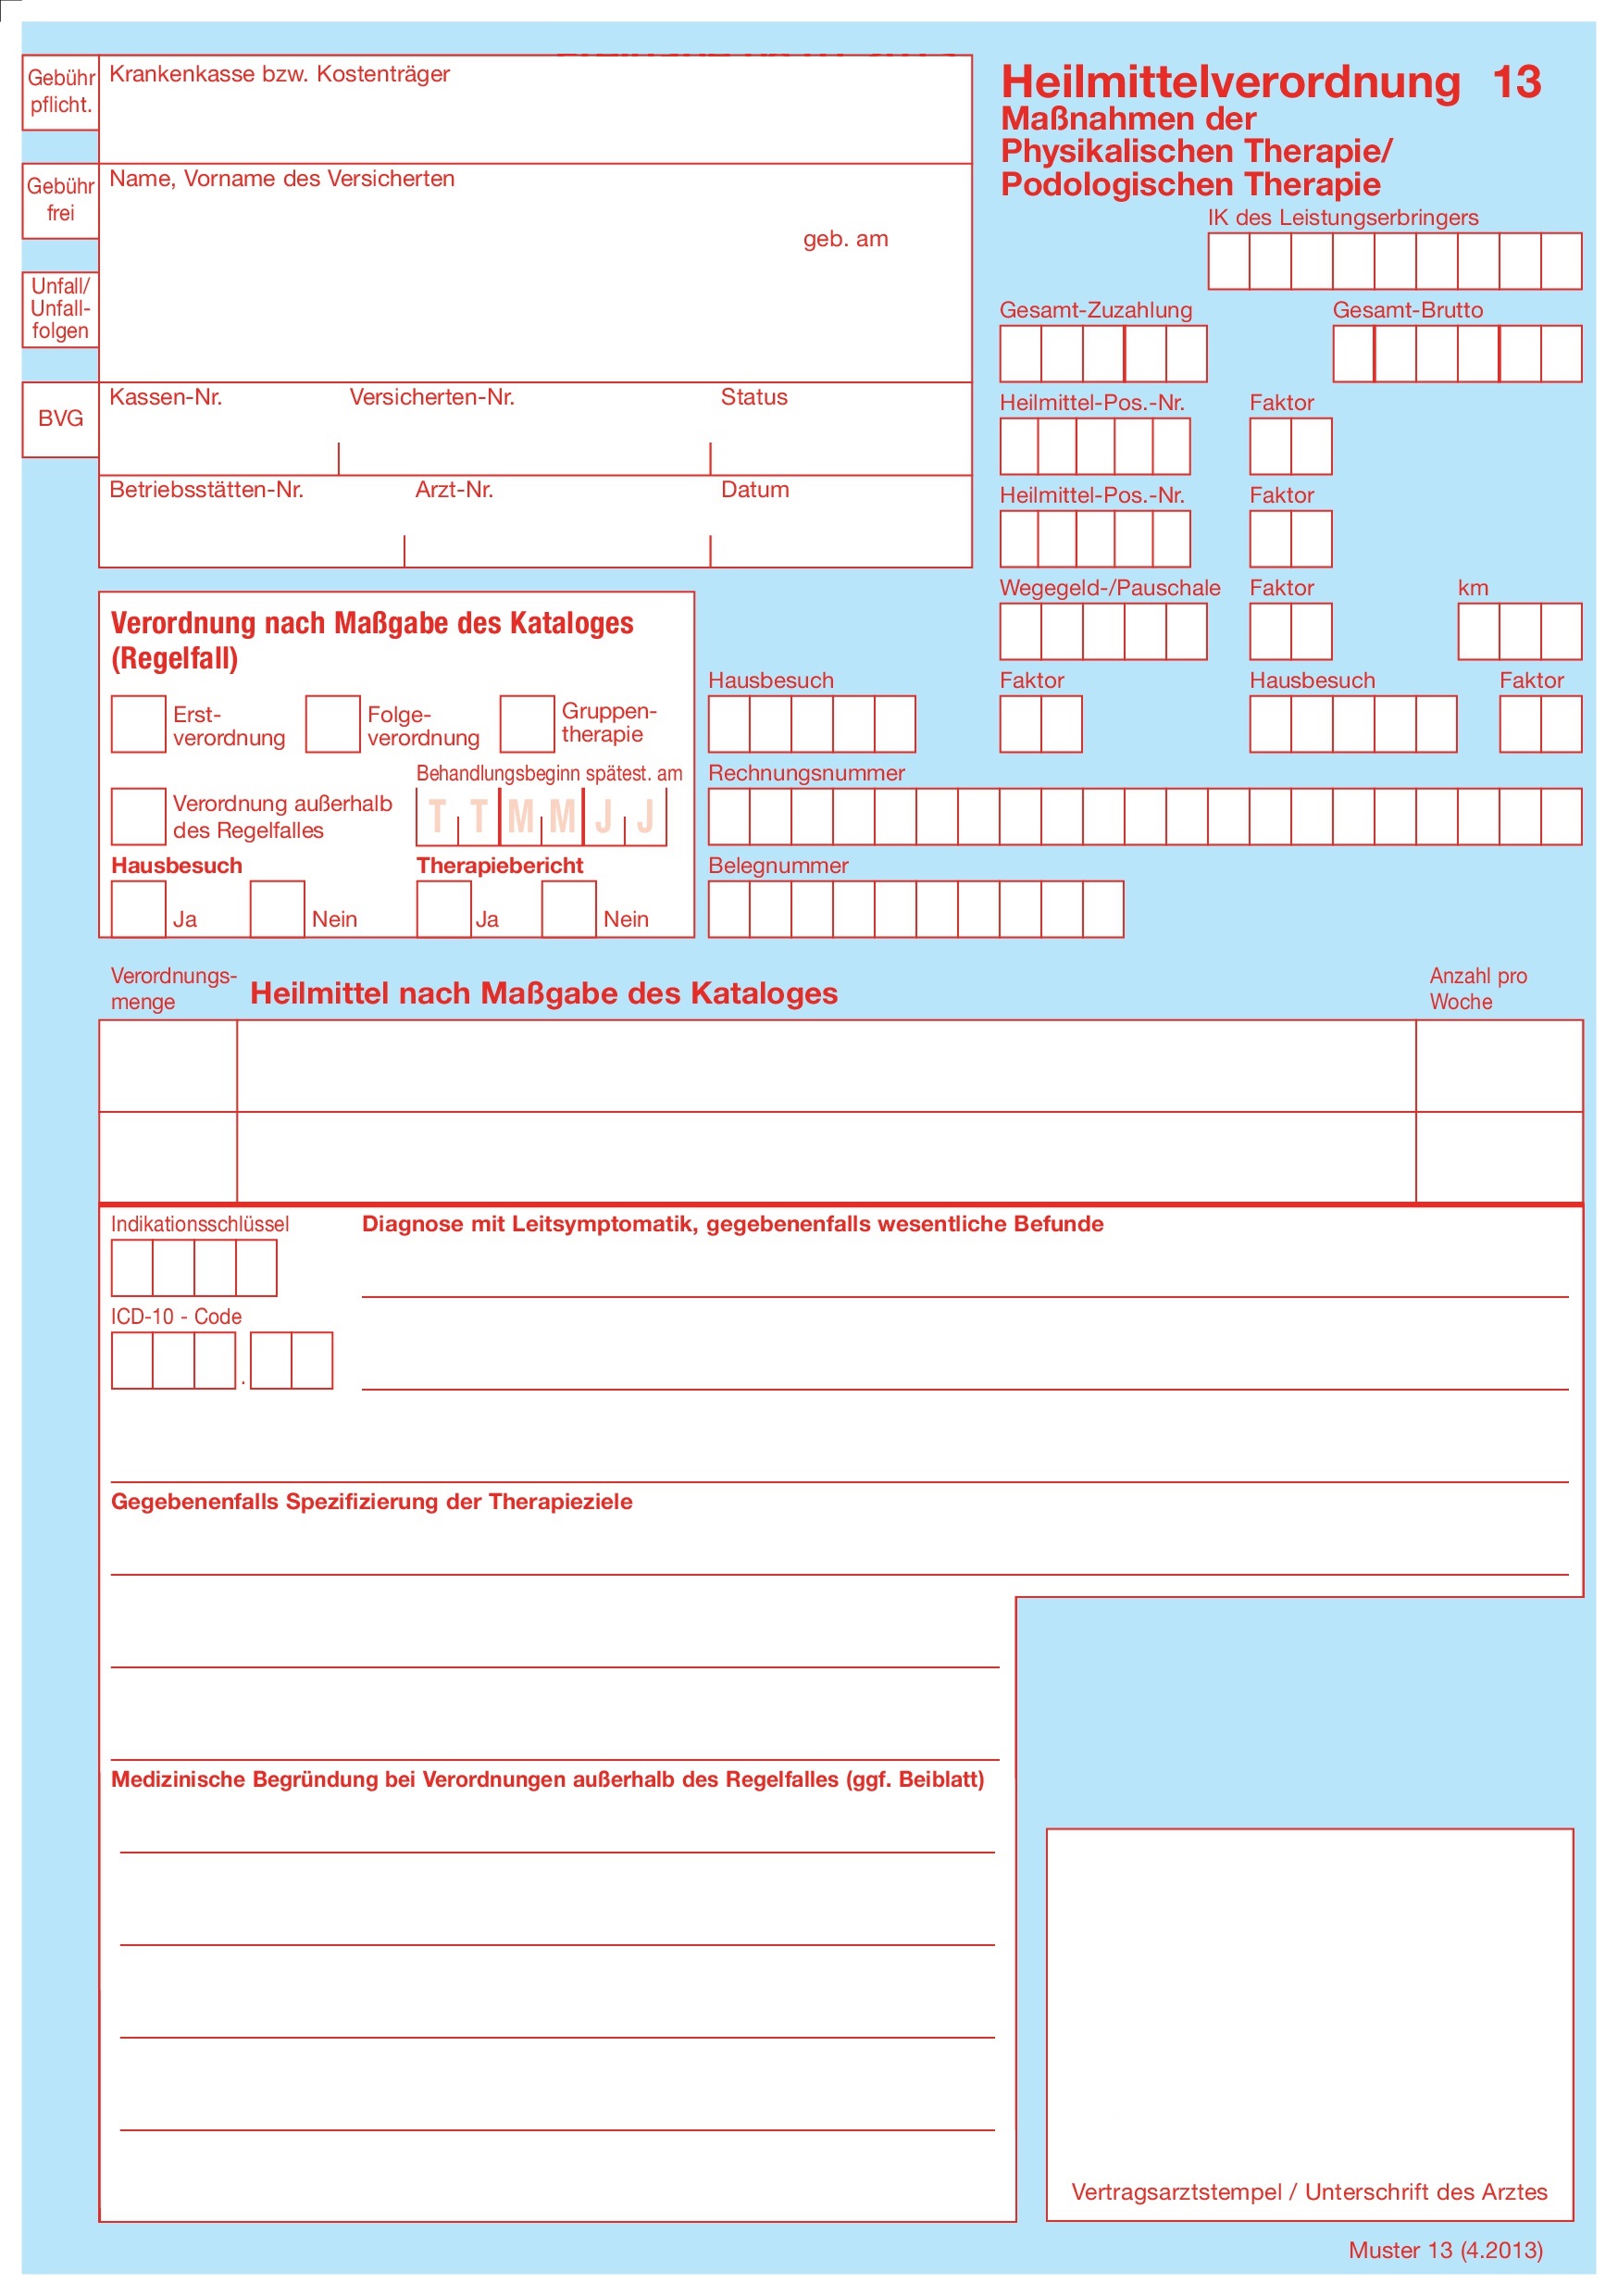 Gebühr
pflicht.
Krankenkasse bzw. Kostenträger
Gebühr
frei
Name, Vorname des Versicherten
geb. am
Unfall/
Unfall-
folgen
BVG
Kassen-Nr. Versicherten-Nr. Status
Betriebsstätten-Nr. Arzt-Nr. Datum
Heilmittelverordnung 13
Maßnahmen der
Physikalischen Therapie/
Podologischen Therapie
IK des Leistungserbringers
Gesamt-Zuzahlung Gesamt-Brutto
Heilmittel-Pos.-Nr. Faktor
Heilmittel-Pos.-Nr. Faktor
Wegegeld-/Pauschale Faktor km
Verordnung nach Maßgabe des Kataloges
(Regelfall)
Erst-
verordnung
Folge-
verordnung
Gruppen-
therapie
Behandlungsbeginn spätest. am
Verordnung außerhalb
des Regelfalles
T T M M J J
Hausbesuch Therapiebericht
Ja Nein Ja Nein
Hausbesuch Faktor Hausbesuch Faktor
Rechnungsnummer
Belegnummer
Verordnungs-
menge
Heilmittel nach Maßgabe des Kataloges
Anzahl pro
Woche
Indikationsschlüssel
Diagnose mit Leitsymptomatik, gegebenenfalls wesentliche Befunde
ICD-10 - Code
.
Gegebenenfalls Spezifizierung der Therapieziele
Medizinische Begründung bei Verordnungen außerhalb des Regelfalles (ggf. Beiblatt)
Vertragsarztstempel / Unterschrift des Arztes
Muster 13 (4.2013)